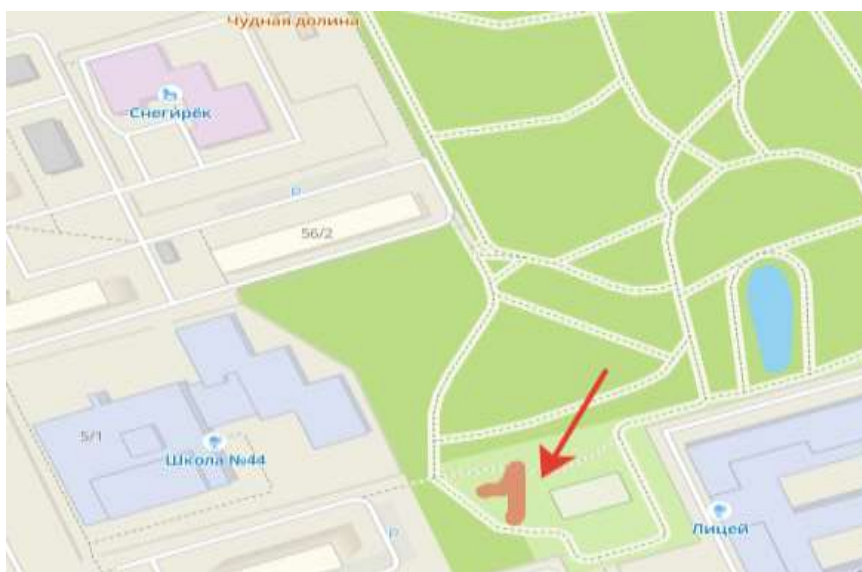 Чудная долина
Снегирёк
P
56/2
5/1
Школа №44
P
Лицей